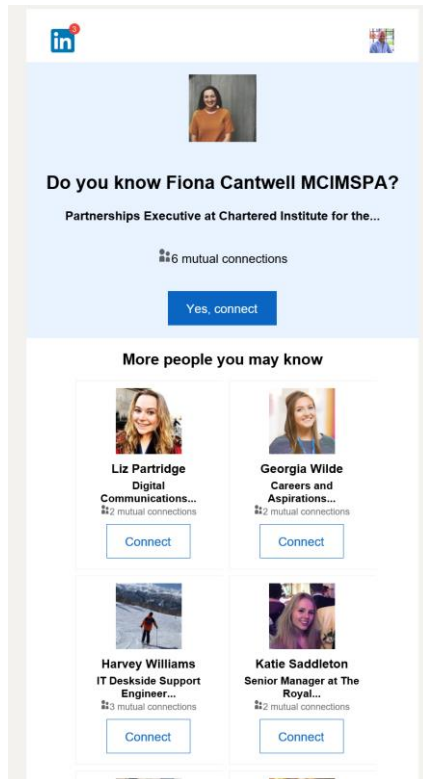 in 3
Do you know Fiona Cantwell MCIMSPA?
Partnerships Executive at Chartered Institute for the...
6 mutual connections
Yes, connect
More people you may know
Liz Partridge
Digital
Communications...
2 mutual connections
Connect
Georgia Wilde
Careers and
Aspirations...
2 mutual connections
Connect
Harvey Williams
IT Deskside Support
Engineer...
3 mutual connections
Connect
Katie Saddleton
Senior Manager at The
Royal...
2 mutual connections
Connect